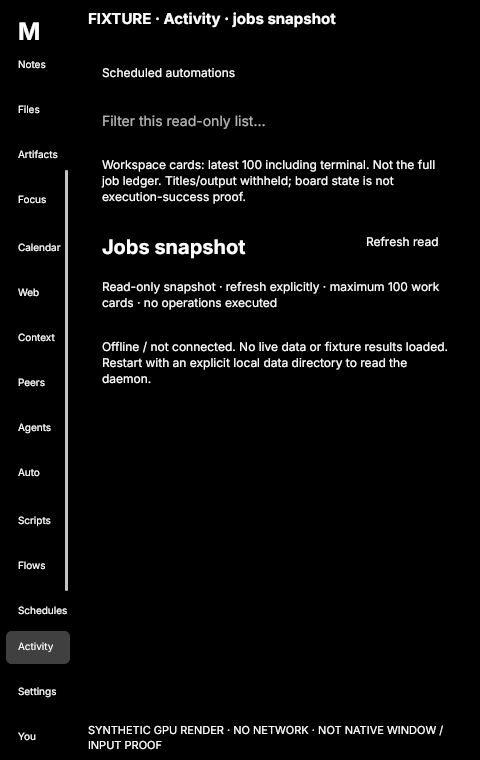 M
Notes
Files
Artifacts
Focus
Calendar
Web
Context
Peers
Agents
Auto
Scripts
Flows
Schedules
Activity
Settings
You
FIXTURE · Activity · jobs snapshot
Scheduled automations
Filter this read-only list...
Workspace cards: latest 100 including terminal. Not the full
job ledger. Titles/output withheld; board state is not
execution-success proof.
Jobs snapshot
Refresh read
Read-only snapshot · refresh explicitly · maximum 100 work
cards · no operations executed
Offline / not connected. No live data or fixture results loaded.
Restart with an explicit local data directory to read the
daemon.
SYNTHETIC GPU RENDER · NO NETWORK · NOT NATIVE WINDOW /
INPUT PROOF